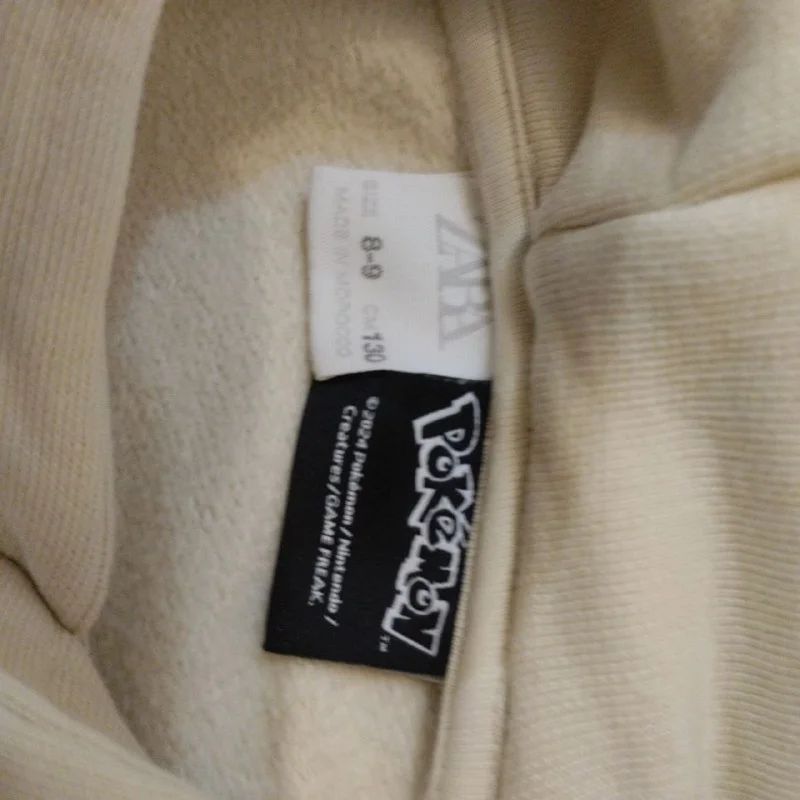 ZARA
SIZE 8-9 CM 130
MADE IN MOROCCO
POKéMON
TM
©2024 Pokémon/Nintendo/
Creatures/GAME FREAK.